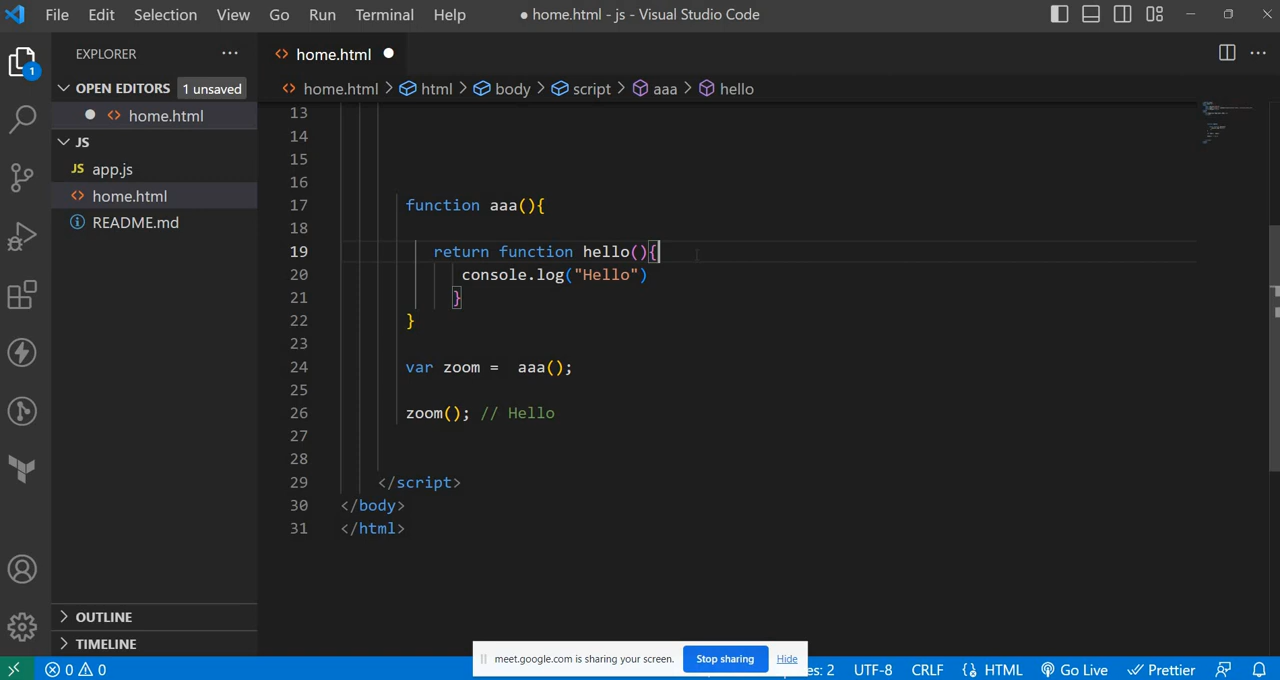 File Edit Selection View Go Run Terminal Help
● home.html - js - Visual Studio Code
EXPLORER
OPEN EDITORS 1 unsaved
home.html
JS
JS app.js
home.html
README.md
OUTLINE
TIMELINE
1
home.html
home.html > html > body > script > aaa > hello
13
14
15
16
17 function aaa(){
18
19 return function hello(){
20 console.log("Hello")
21 }
22 }
23
24 var zoom =  aaa();
25
26 zoom(); // Hello
27
28
29 </script>
30 </body>
31 </html>
meet.google.com is sharing your screen. Stop sharing Hide
0 0 es: 2 UTF-8 CRLF {} HTML Go Live Prettier